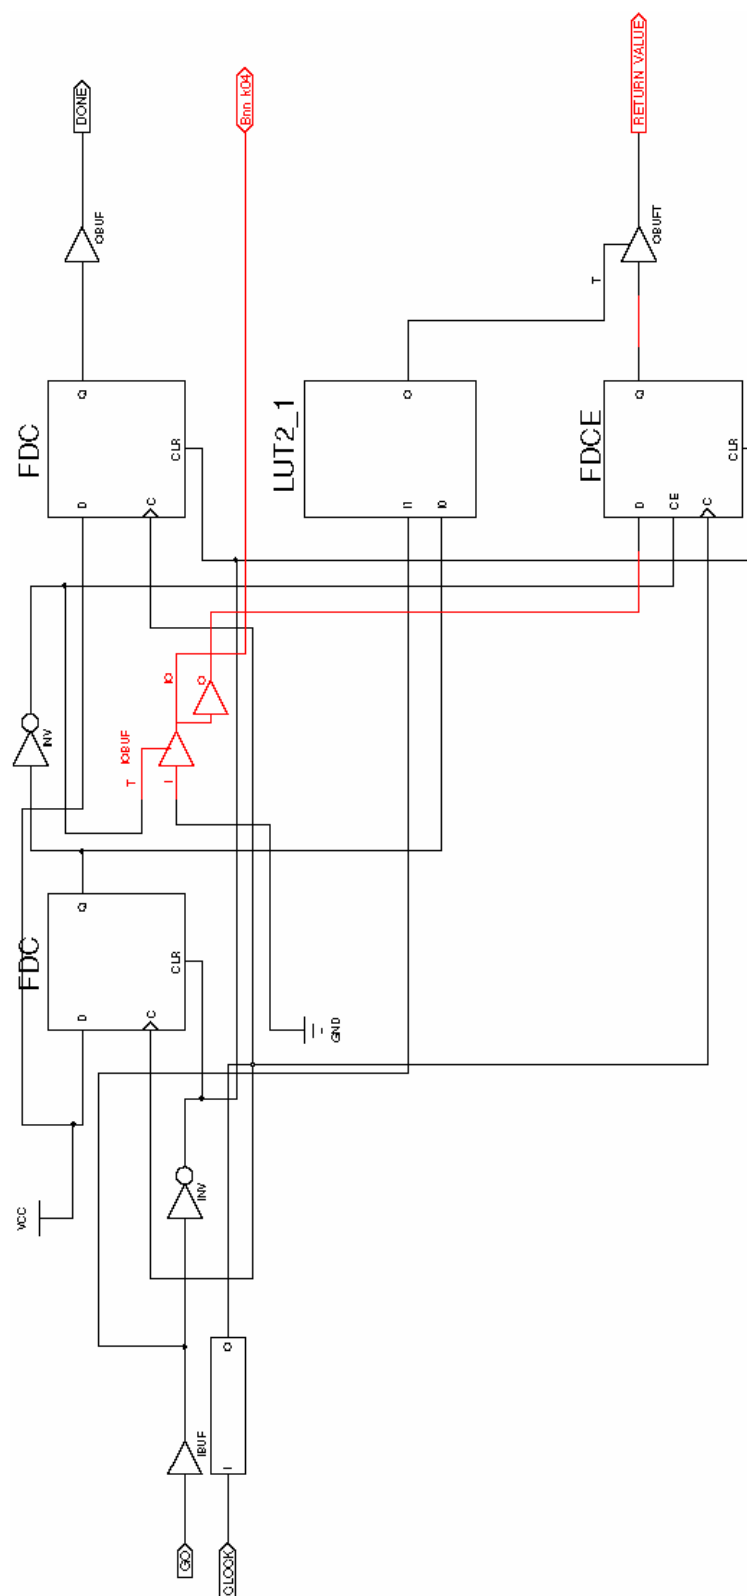 RETURN VALUE
Bnn k04
DONE
OBUF
OBUFT
T
Q
O
Q
FDC
CLR
LUT2_1
FDCE
CLR
D
C
I1
I0
D
CE
C
IO
O
INV
IOBUF
T
I
Q
FDC
CLR
D
C
GND
VCC
INV
O
IBUF
I
GO
CLOCK